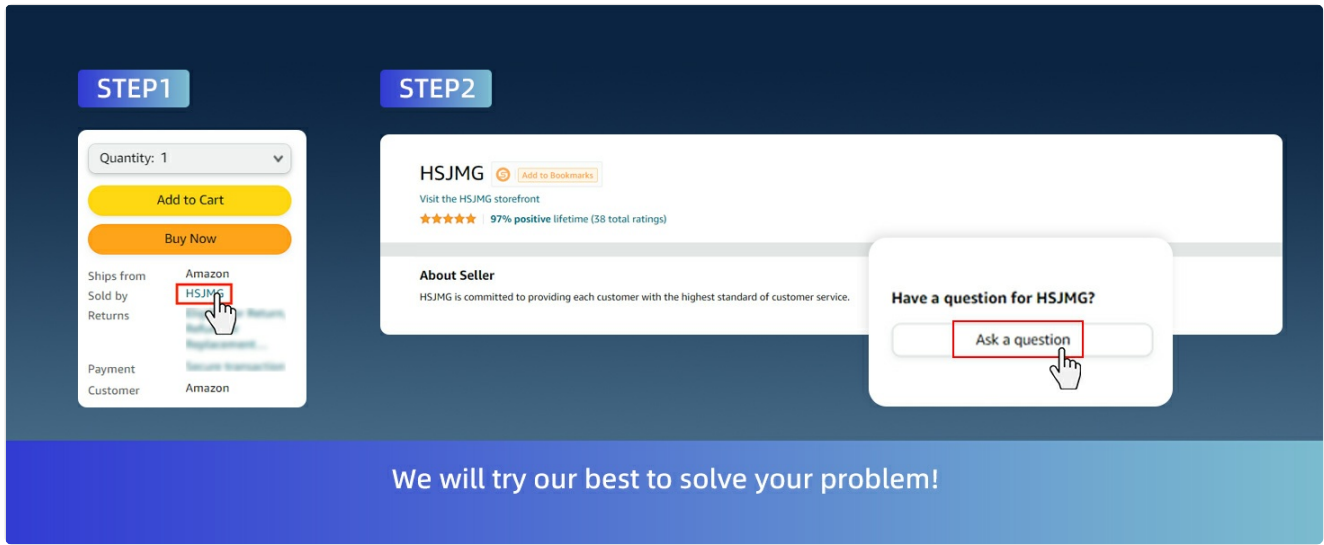 STEP1
Quantity: 1
Add to Cart
Buy Now
Ships from Amazon
Sold by HSJMG
Returns
Payment
Customer Amazon
STEP2
HSJMG Add to Bookmarks
Visit the HSJMG storefront
97% positive lifetime (38 total ratings)
About Seller
HSJMG is committed to providing each customer with the highest standard of customer service.
Have a question for HSJMG?
Ask a question
We will try our best to solve your problem!